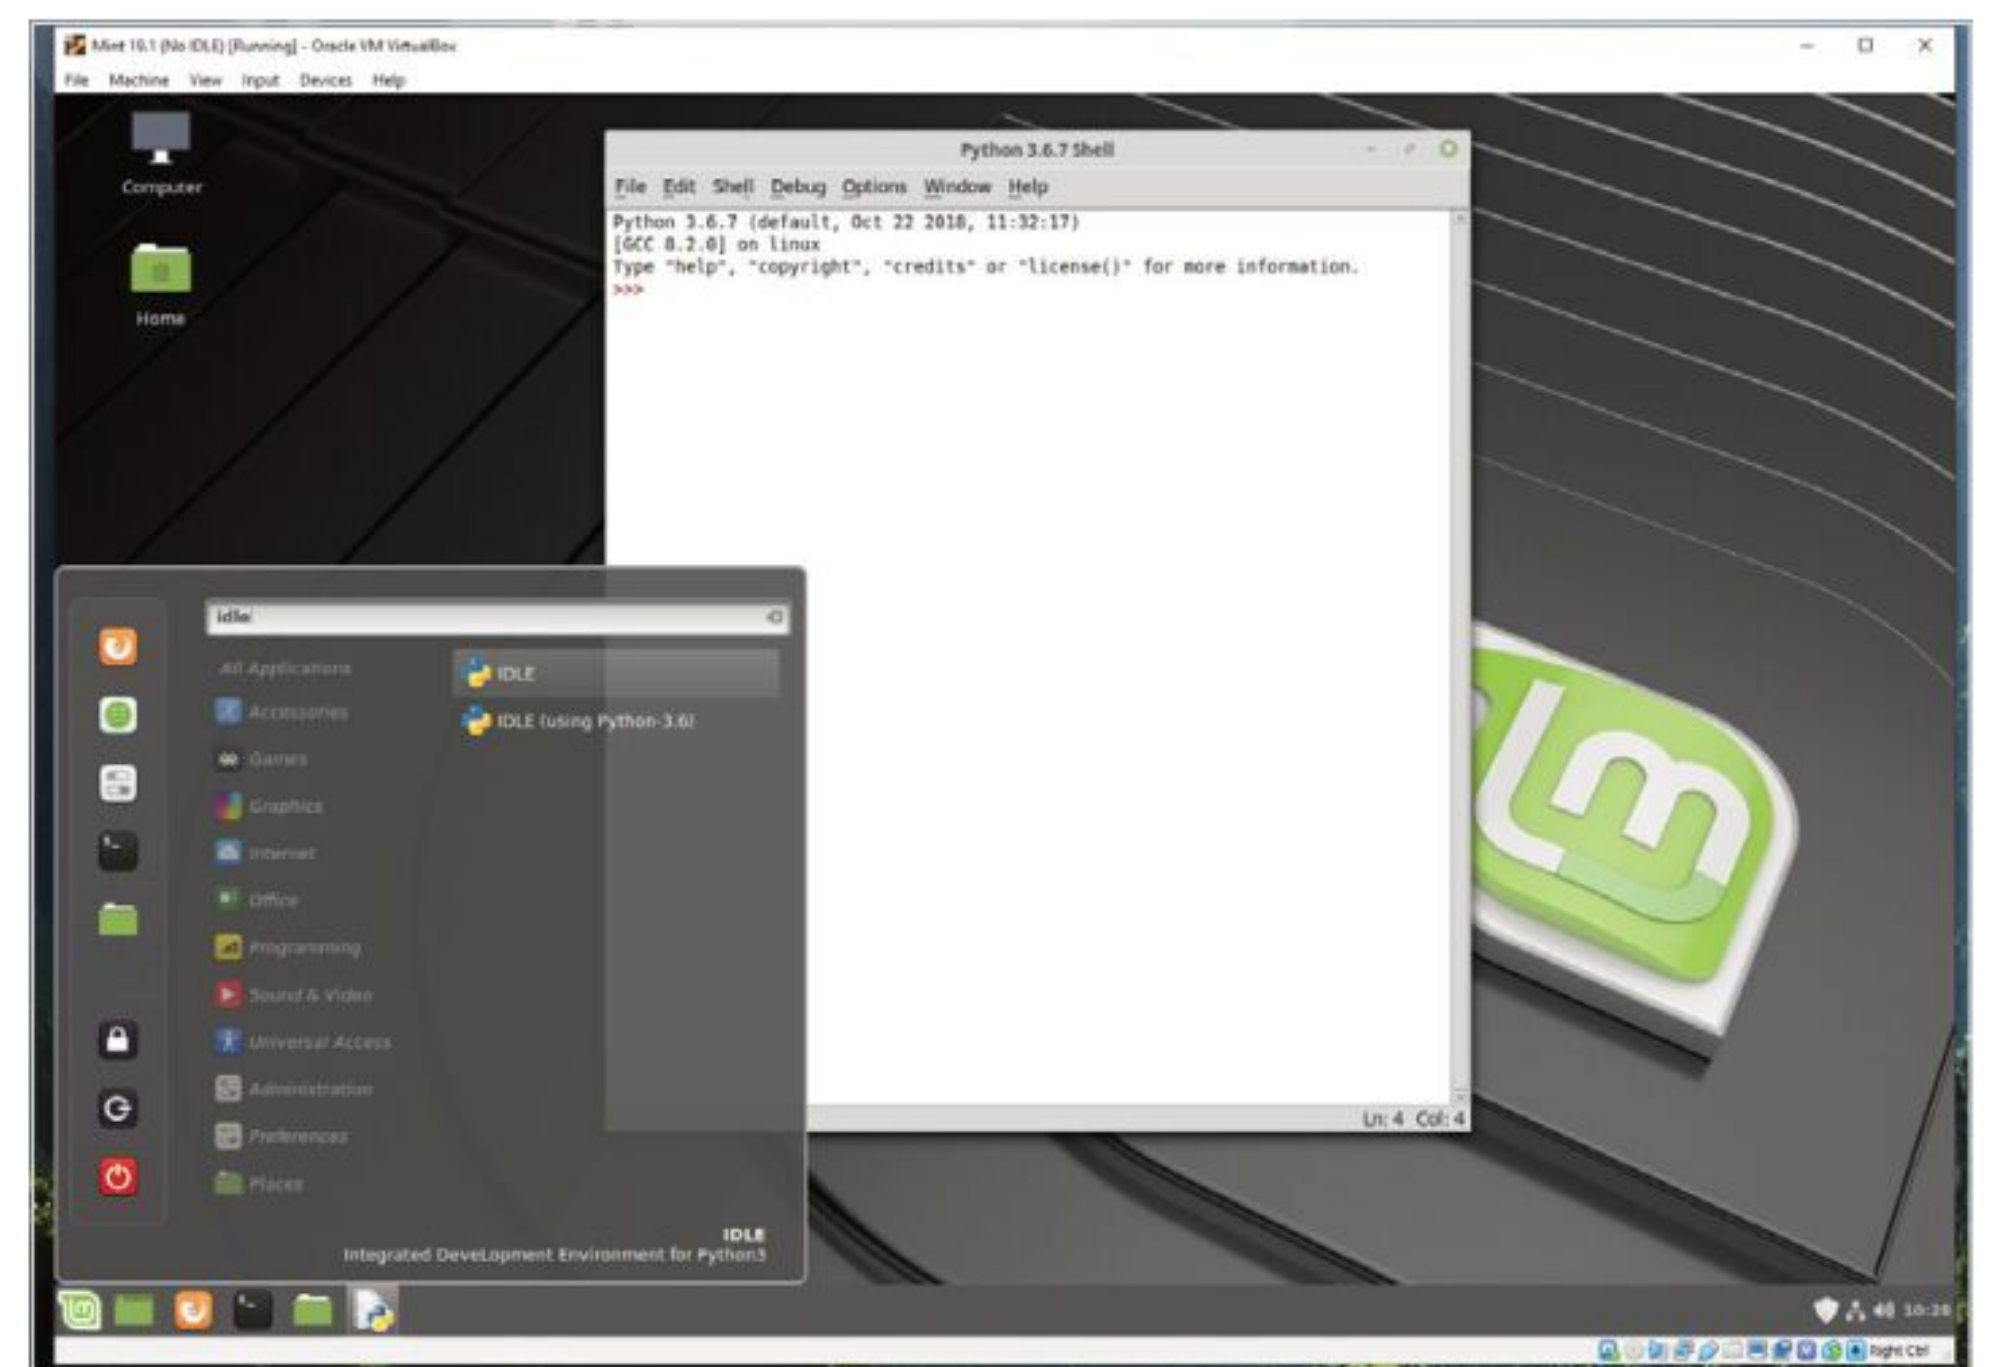 Mint 19.1 (No IDLE) [Running] - Oracle VM VirtualBox
File Machine View Input Devices Help
Computer
Home
Python 3.6.7 Shell
File Edit Shell Debug Options Window Help
Python 3.6.7 (default, Oct 22 2018, 11:32:17)
[GCC 8.2.0] on linux
Type "help", "copyright", "credits" or "license()" for more information.
>>>
Ln: 4 Col: 4
idle
All Applications
Accessories
Games
Graphics
Internet
Office
Programming
Sound & Video
Universal Access
Administration
Preferences
Places
IDLE
IDLE (using Python-3.6)
IDLE
Integrated DeveLopment Environment for Python3
Right Ctrl